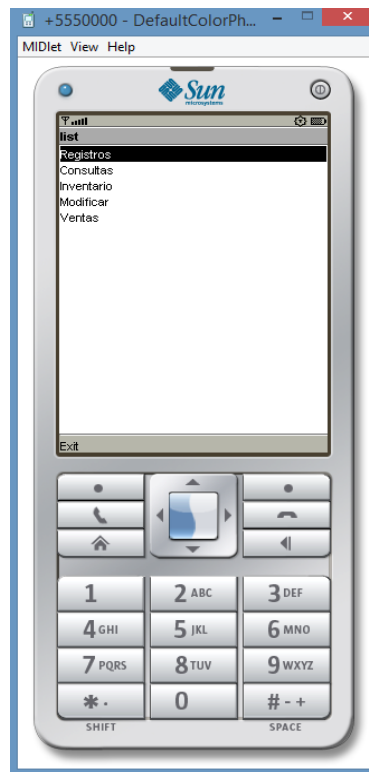 +5550000 - DefaultColorPh...
MIDlet View Help
Sun
microsystems
list
Registros
Consultas
Inventario
Modificar
Ventas
Exit
1 2 ABC 3 DEF
4 GHI 5 JKL 6 MNO
7 PQRS 8 TUV 9 WXYZ
* . 0 # - +
SHIFT SPACE